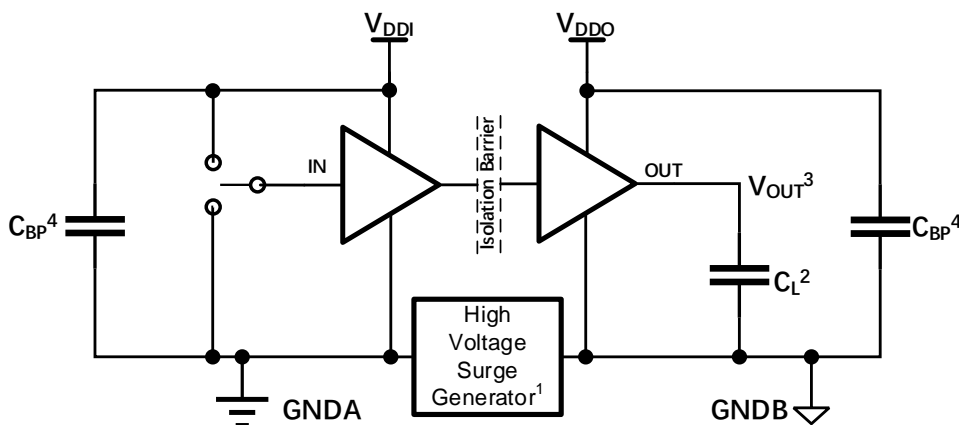 VDDI
VDDO
IN
Isolation Barrier
OUT
VOUT3
CBP4
CBP4
CL2
High
Voltage
Surge
Generator1
GNDA
GNDB